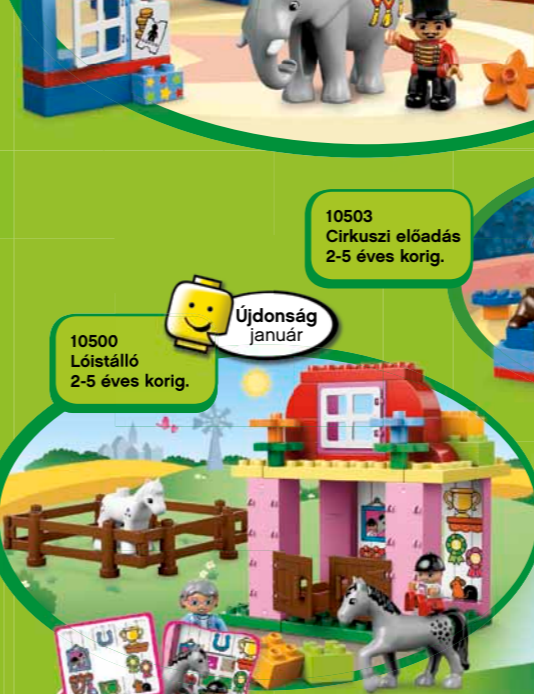 10503
Cirkuszi előadás
2-5 éves korig.
Újdonság
január
10500
Lóistálló
2-5 éves korig.